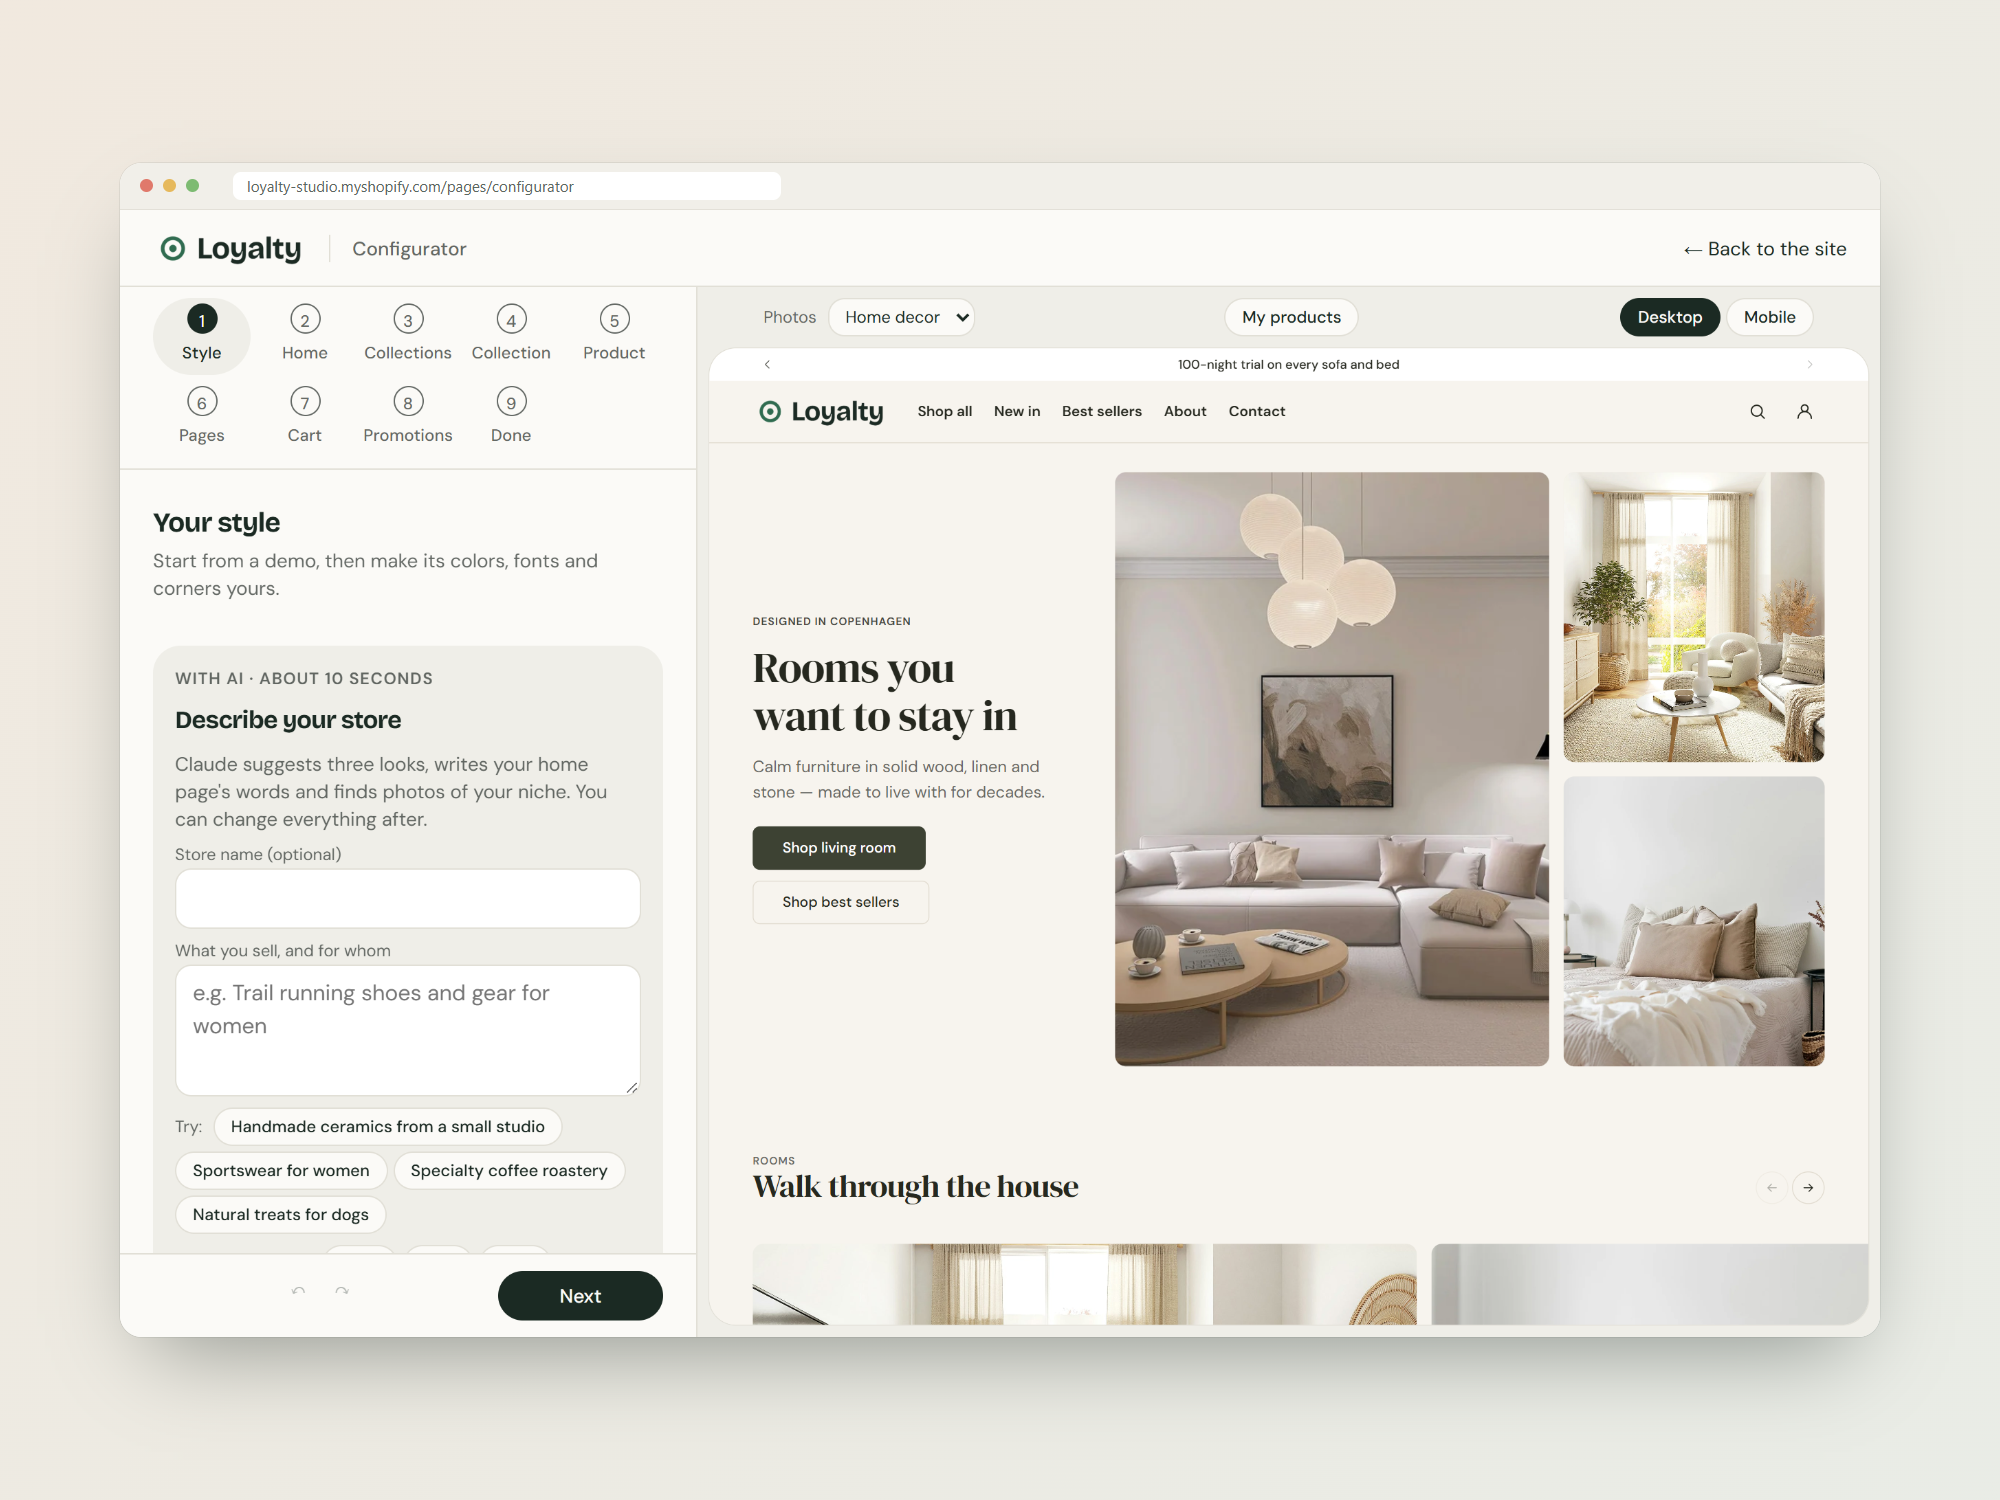 loyalty-studio.myshopify.com/pages/configurator
Loyalty
Configurator
← Back to the site
1
Style
2
Home
3
Collections
4
Collection
5
Product
6
Pages
7
Cart
8
Promotions
9
Done
Your style
Start from a demo, then make its colors, fonts and
corners yours.
WITH AI · ABOUT 10 SECONDS
Describe your store
Claude suggests three looks, writes your home
page's words and finds photos of your niche. You
can change everything after.
Store name (optional)
What you sell, and for whom
e.g. Trail running shoes and gear for
women
Try:
Handmade ceramics from a small studio
Sportswear for women
Specialty coffee roastery
Natural treats for dogs
Next
Photos
Home decor
My products
Desktop
Mobile
100-night trial on every sofa and bed
Loyalty
Shop all
New in
Best sellers
About
Contact
DESIGNED IN COPENHAGEN
Rooms you
want to stay in
Calm furniture in solid wood, linen and
stone — made to live with for decades.
Shop living room
Shop best sellers
ROOMS
Walk through the house